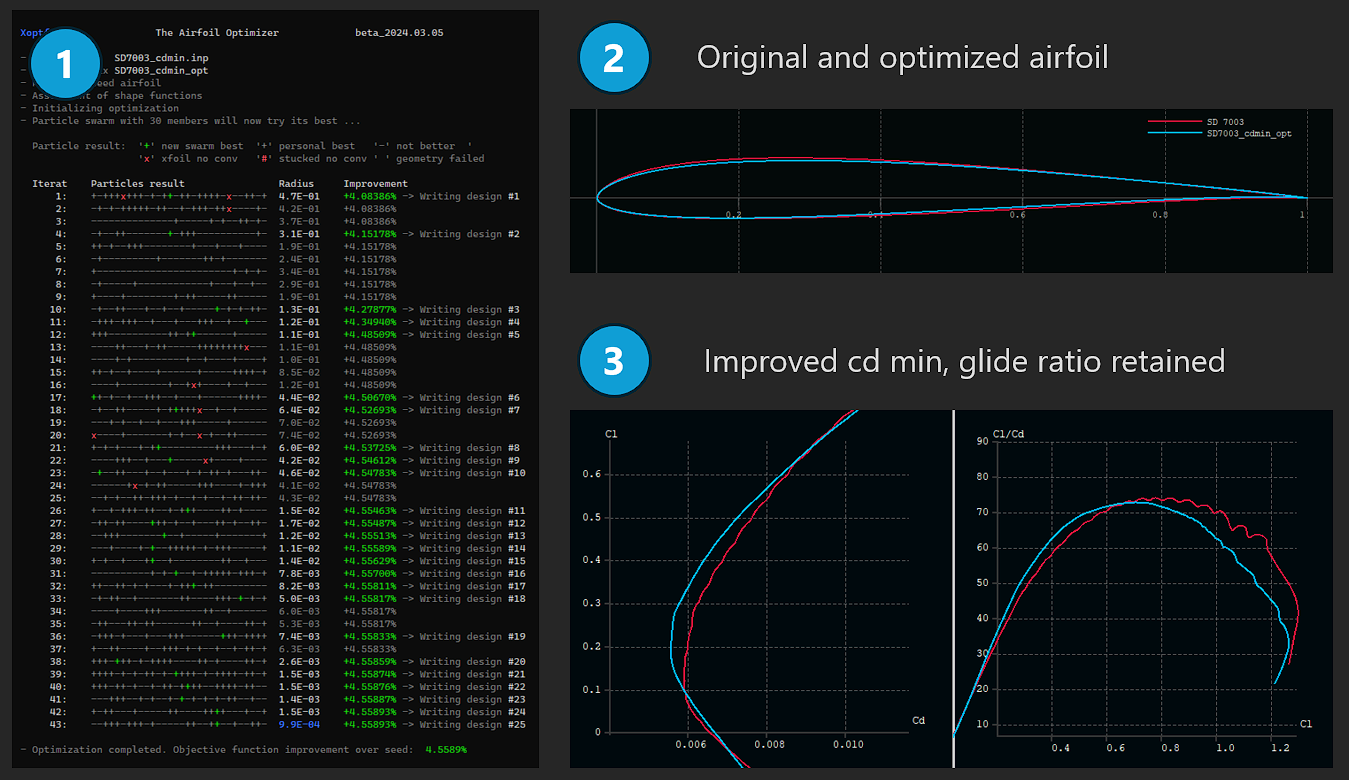 Xoptf The Airfoil Optimizer beta_2024.03.05
1
- SD7003_cdmin.inp
- x SD7003_cdmin_opt
- eed airfoil
- Ass t of shape functions
- Initializing optimization
- Particle swarm with 30 members will now try its best ...
Particle result: '+' new swarm best '+' personal best '-' not better '
'x' xfoil no conv '#' stucked no conv ' ' geometry failed
Iterat Particles result Radius Improvement
1: 4.7E-01 +4.08386% -> Writing design #1
2: 4.2E-01 +4.08386%
3: 3.7E-01 +4.08386%
4: 3.1E-01 +4.15178% -> Writing design #2
5: 1.9E-01 +4.15178%
6: 2.4E-01 +4.15178%
7: 3.4E-01 +4.15178%
8: 2.9E-01 +4.15178%
9: 1.9E-01 +4.15178%
10: 1.3E-01 +4.27877% -> Writing design #3
11: 1.2E-01 +4.34940% -> Writing design #4
12: 1.1E-01 +4.48509% -> Writing design #5
13: 1.1E-01 +4.48509%
14: 1.0E-01 +4.48509%
15: 8.5E-02 +4.48509%
16: 1.2E-01 +4.48509%
17: 4.4E-02 +4.50670% -> Writing design #6
18: 6.4E-02 +4.52693% -> Writing design #7
19: 7.0E-02 +4.52693%
20: 7.4E-02 +4.52693%
21: 6.0E-02 +4.53725% -> Writing design #8
22: 4.2E-02 +4.54612% -> Writing design #9
23: 4.6E-02 +4.54783% -> Writing design #10
24: 4.1E-02 +4.54783%
25: 4.3E-02 +4.54783%
26: 1.5E-02 +4.55463% -> Writing design #11
27: 1.7E-02 +4.55487% -> Writing design #12
28: 1.2E-02 +4.55513% -> Writing design #13
29: 1.1E-02 +4.55589% -> Writing design #14
30: 1.4E-02 +4.55629% -> Writing design #15
31: 7.8E-03 +4.55700% -> Writing design #16
32: 8.2E-03 +4.55811% -> Writing design #17
33: 5.0E-03 +4.55817% -> Writing design #18
34: 6.0E-03 +4.55817%
35: 5.3E-03 +4.55817%
36: 7.4E-03 +4.55833% -> Writing design #19
37: 6.3E-03 +4.55833%
38: 2.6E-03 +4.55859% -> Writing design #20
39: 1.5E-03 +4.55874% -> Writing design #21
40: 1.5E-03 +4.55876% -> Writing design #22
41: 1.4E-03 +4.55887% -> Writing design #23
42: 1.5E-03 +4.55893% -> Writing design #24
43: 9.9E-04 +4.55893% -> Writing design #25
- Optimization completed. Objective function improvement over seed: 4.5589%
2 Original and optimized airfoil
SD 7003
SD7003_cdmin_opt
0.2 0.6 0.8 1
3 Improved cd min, glide ratio retained
Cl
0.6
0.5
0.4
0.3
0.2
0.1
0
Cd
0.006 0.008 0.010
Cl/Cd
90
80
70
60
50
40
30
20
10
Cl
0.4 0.6 0.8 1.0 1.2